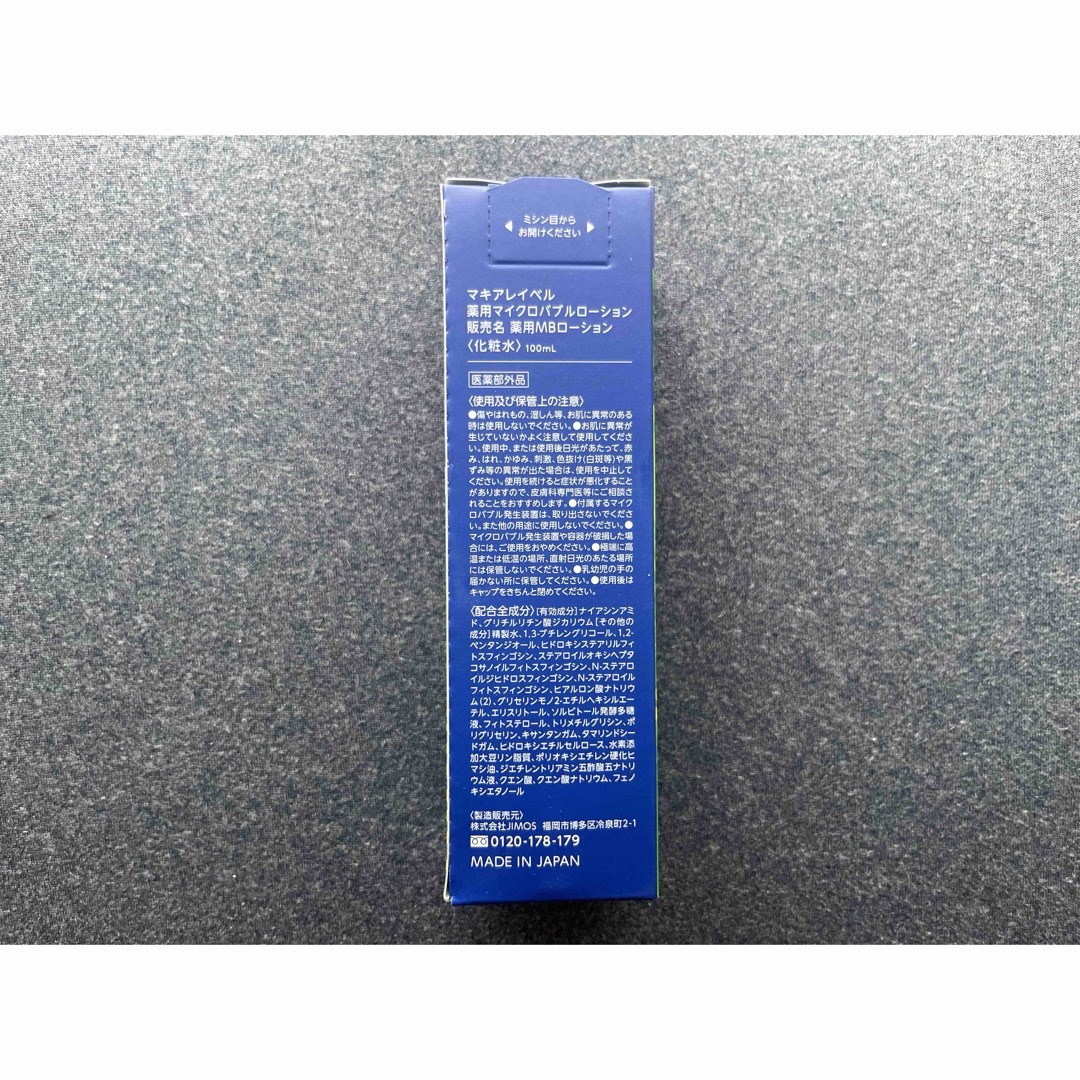 ミシン目から
お開けください
マキアレイベル
薬用マイクロバブルローション
販売名 薬用MBローション
〈化粧水〉100mL
医薬部外品
〈使用及び保管上の注意〉
●傷やはれもの、湿しん等、お肌に異常のある
時は使用しないでください。●お肌に異常が
生じていないかよく注意して使用してくださ
い。使用中、または使用後日光があたって、赤
み、はれ、かゆみ、刺激、色抜け(白斑等)や黒
ずみ等の異常が出た場合は、使用を中止して
ください。使用を続けると症状が悪化すること
がありますので、皮膚科専門医等にご相談さ
れることをおすすめします。●付属するマイク
ロバブル発生装置は、取り出さないでくださ
い。また他の用途に使用しないでください。●
マイクロバブル発生装置や容器が破損した場
合には、ご使用をおやめください。●極端に高
温または低温の場所、直射日光のあたる場所
には保管しないでください。●乳幼児の手の
届かない所に保管してください。●使用後は
キャップをきちんと閉めてください。
〈配合全成分〉[有効成分]ナイアシンアミ
ド、グリチルリチン酸ジカリウム[その他の
成分]精製水、1,3-ブチレングリコール、1,2-
ペンタンジオール、ヒドロキシステアリルフィ
トスフィンゴシン、ステアロイルオキシヘプタ
コサノイルフィトスフィンゴシン、N-ステアロ
イルジヒドロスフィンゴシン、N-ステアロイル
フィトスフィンゴシン、ヒアルロン酸ナトリウ
ム(2)、グリセリンモノ2-エチルヘキシルエー
テル、エリスリトール、ソルビトール発酵多糖
液、フィトステロール、トリメチルグリシン、ポ
リグリセリン、キサンタンガム、タマリンドシー
ドガム、ヒドロキシエチルセルロース、水素添
加大豆リン脂質、ポリオキシエチレン硬化ヒ
マシ油、ジエチレントリアミン五酢酸五ナトリ
ウム液、クエン酸、クエン酸ナトリウム、フェノ
キシエタノール
〈製造販売元〉
株式会社JIMOS 福岡市博多区冷泉町2-1
0120-178-179
MADE IN JAPAN